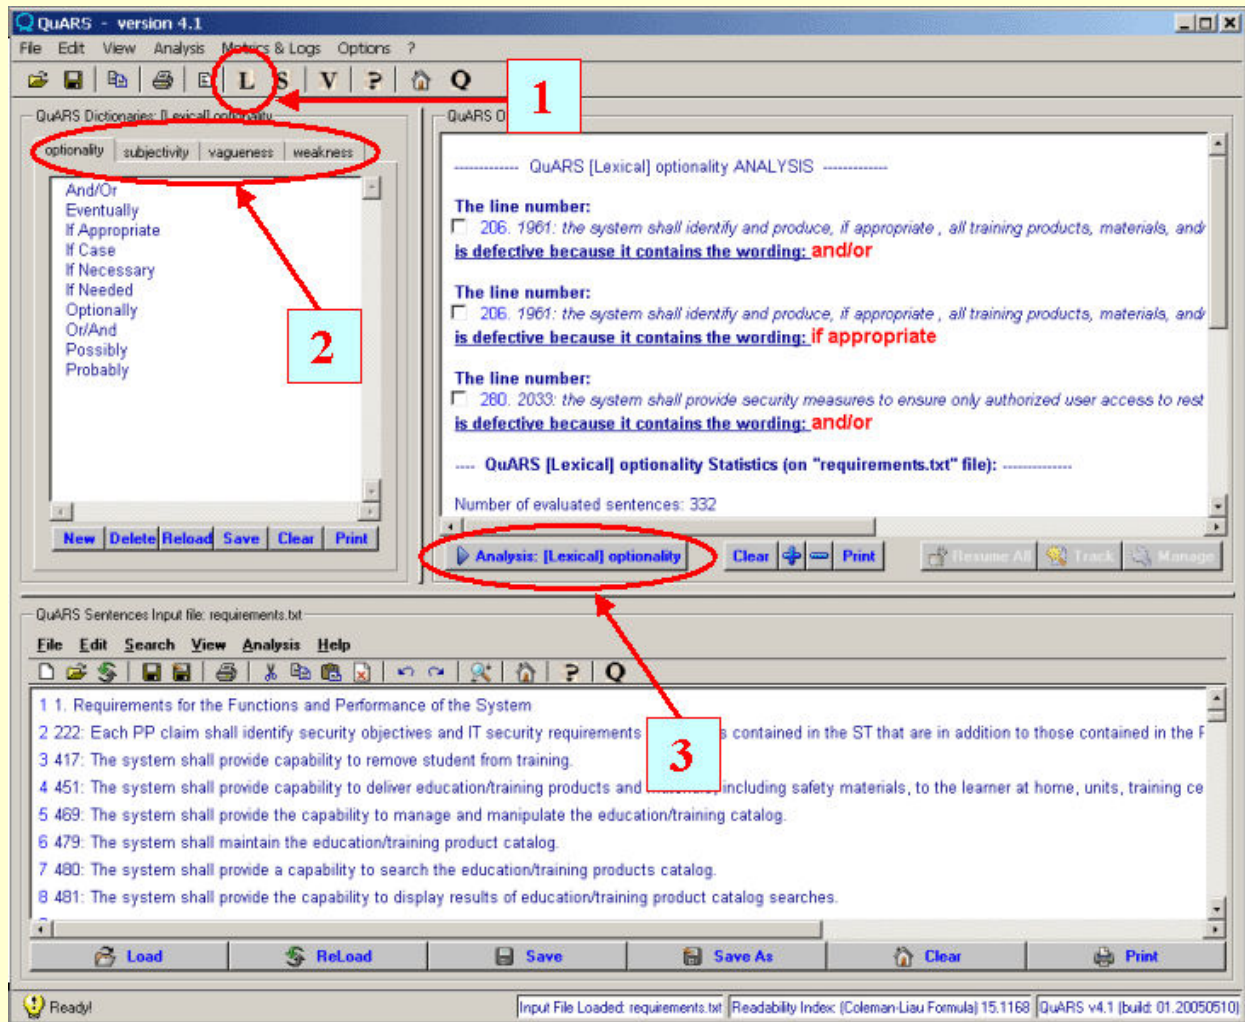 QuARS - version 4.1
File Edit View Analysis Metrics & Logs Options ?
L S V ? Q
1
QuARS Dictionaries: [Lexical] optionality
optionality subjectivity vagueness weakness
And/Or
Eventually
If Appropriate
If Case
If Necessary
If Needed
Optionally
Or/And
Possibly
Probably
2
New Delete Reload Save Clear Print
QuARS O
------------- QuARS [Lexical] optionality ANALYSIS -------------
The line number:
206. 1961: the system shall identify and produce, if appropriate , all training products, materials, and/
is defective because it contains the wording: and/or
The line number:
206. 1961: the system shall identify and produce, if appropriate , all training products, materials, and/
is defective because it contains the wording: if appropriate
The line number:
280. 2033: the system shall provide security measures to ensure only authorized user access to rest
is defective because it contains the wording: and/or
---- QuARS [Lexical] optionality Statistics (on "requirements.txt" file): --------------
Number of evaluated sentences: 332
Analysis: [Lexical] optionality Clear Print Resume All Track Manage
3
QuARS Sentences Input file: requirements.txt
File Edit Search View Analysis Help
? Q
1 1. Requirements for the Functions and Performance of the System
2 222: Each PP claim shall identify security objectives and IT security requirements s contained in the ST that are in addition to those contained in the P
3 417: The system shall provide capability to remove student from training.
4 451: The system shall provide capability to deliver education/training products and including safety materials, to the learner at home, units, training ce
5 469: The system shall provide the capability to manage and manipulate the education/training catalog.
6 479: The system shall maintain the education/training product catalog.
7 480: The system shall provide a capability to search the education/training products catalog.
8 481: The system shall provide the capability to display results of education/training product catalog searches.
Load ReLoad Save Save As Clear Print
Ready! Input File Loaded: requirements.txt Readability Index: (Coleman-Liau Formula) 15.1168 QuARS v4.1 (build: 01.20050510)